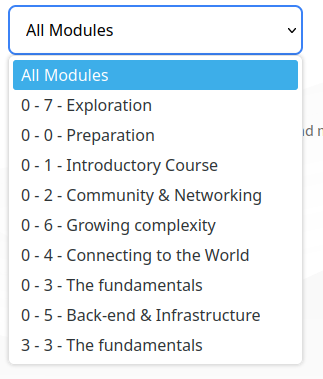 All Modules
All Modules
0 - 7 - Exploration
0 - 0 - Preparation
0 - 1 - Introductory Course
0 - 2 - Community & Networking
0 - 6 - Growing complexity
0 - 4 - Connecting to the World
0 - 3 - The fundamentals
0 - 5 - Back-end & Infrastructure
3 - 3 - The fundamentals